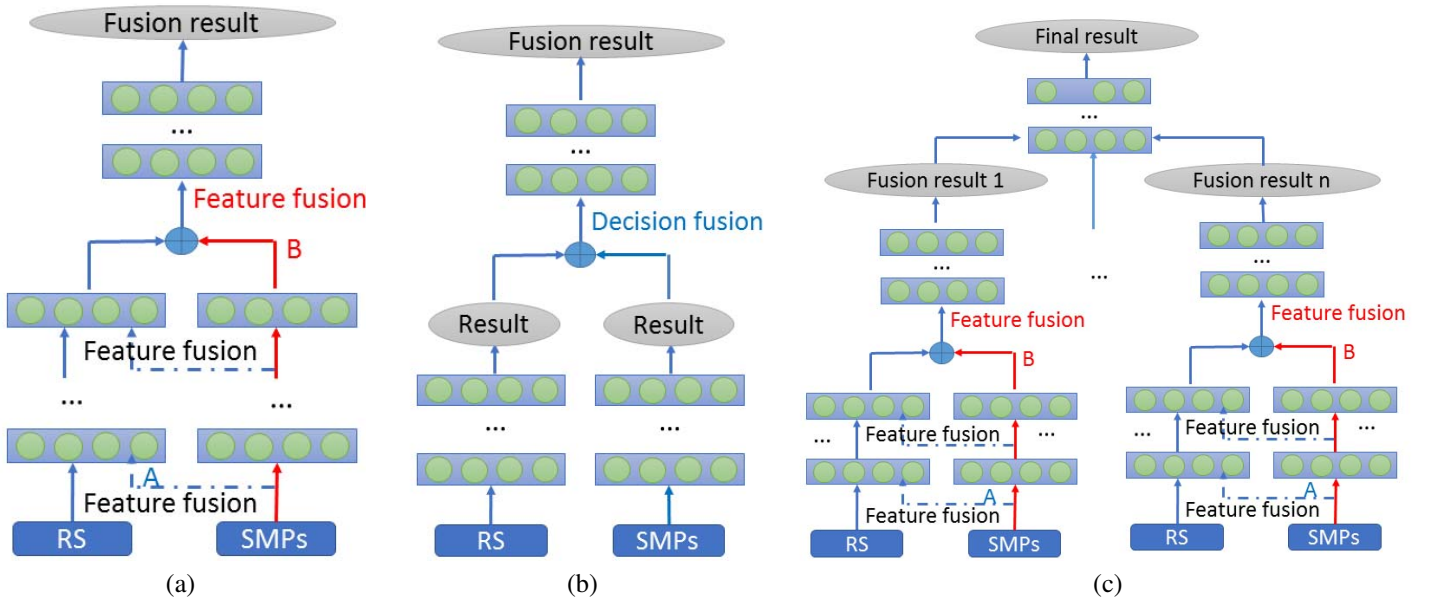 Fusion result
...
Feature fusion
B
Feature fusion
...
...
A
Feature fusion
RS
SMPs
(a)
Fusion result
...
Decision fusion
Result
Result
...
...
RS
SMPs
(b)
Final result
...
Fusion result 1
Fusion result n
...
...
...
Feature fusion
Feature fusion
B
B
...
Feature fusion
...
...
Feature fusion
...
A
Feature fusion
A
Feature fusion
RS
SMPs
RS
SMPs
(c)